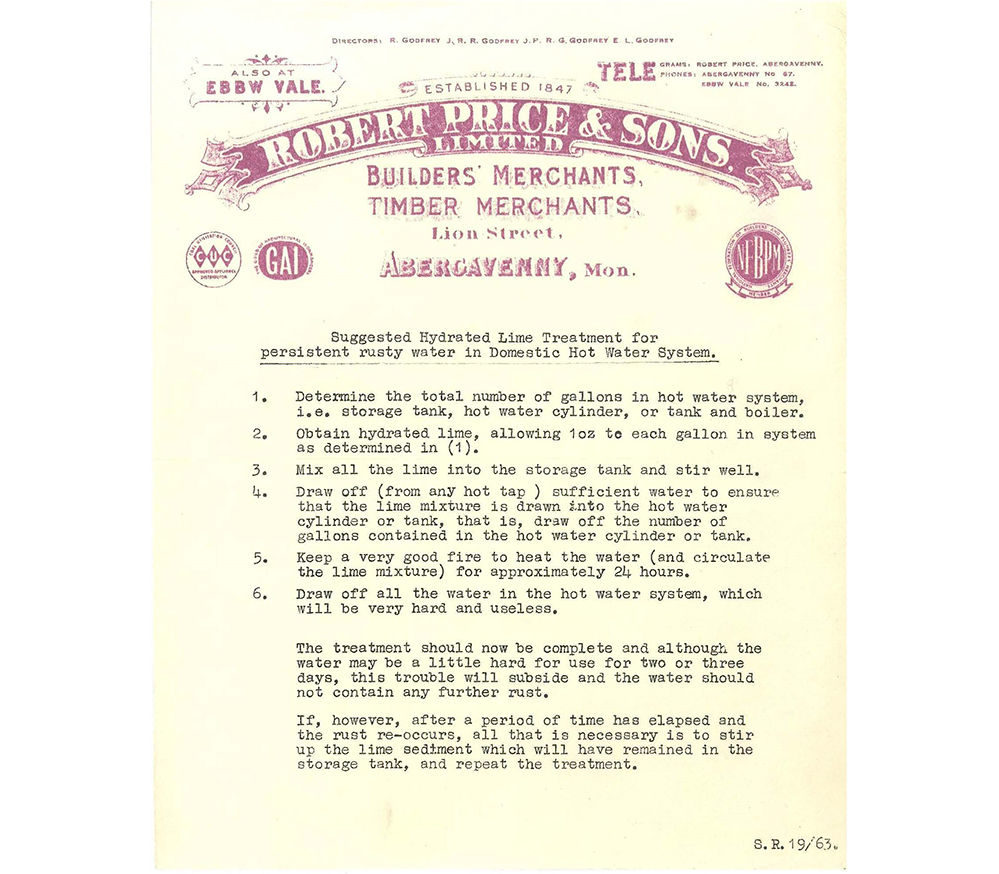 DIRECTORS: R. GODFREY J, B. R. GODFREY J.P. R. G. GODFREY E. L. GODFREY
ALSO AT
EBBW VALE.
TELE GRAMS: ROBERT PRICE, ABERGAVENNY.
PHONES: ABERGAVENNY NO 67.
EBBW VALE NO. 3242.
ESTABLISHED 1847
ROBERT PRICE & SONS.
LIMITED
BUILDERS' MERCHANTS,
TIMBER MERCHANTS,
Lion Street,
ABERGAVENNY, MON.
CUC
APPROVED APPLIANCE
DISTRIBUTOR
GAI
NFBPM
MEMBER
Suggested Hydrated Lime Treatment for
persistent rusty water in Domestic Hot Water System.
1. Determine the total number of gallons in hot water system,
i.e. storage tank, hot water cylinder, or tank and boiler.
2. Obtain hydrated lime, allowing 1oz to each gallon in system
as determined in (1).
3. Mix all the lime into the storage tank and stir well.
4. Draw off (from any hot tap ) sufficient water to ensure
that the lime mixture is drawn into the hot water
cylinder or tank, that is, draw off the number of
gallons contained in the hot water cylinder or tank.
5. Keep a very good fire to heat the water (and circulate
the lime mixture) for approximately 24 hours.
6. Draw off all the water in the hot water system, which
will be very hard and useless.
The treatment should now be complete and although the
water may be a little hard for use for two or three
days, this trouble will subside and the water should
not contain any further rust.
If, however, after a period of time has elapsed and
the rust re-occurs, all that is necessary is to stir
up the lime sediment which will have remained in the
storage tank, and repeat the treatment.
S.R.19/63.